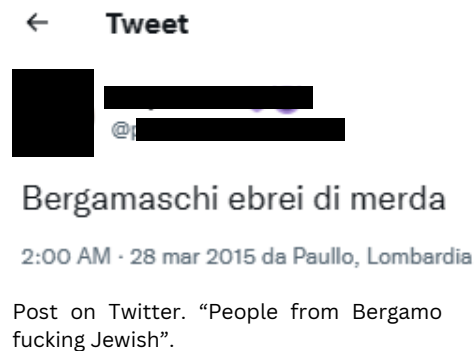 ← Tweet
@p
Bergamaschi ebrei di merda
2:00 AM · 28 mar 2015 da Paullo, Lombardia
Post on Twitter. “People from Bergamo
fucking Jewish”.